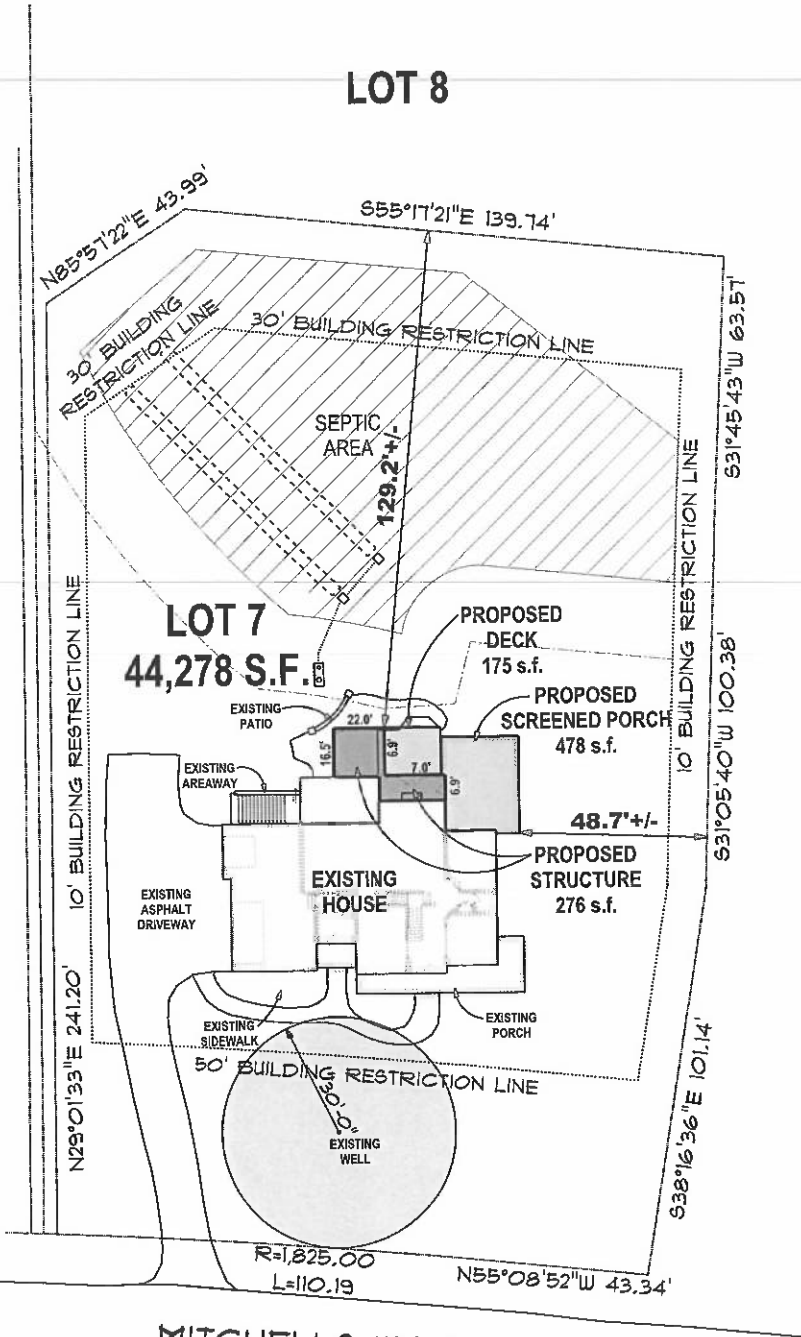 LOT 8
N85°57'22"E 43.99'
S55°17'21"E 139.74'
30' BUILDING
RESTRICTION LINE
30' BUILDING RESTRICTION LINE
S31°45'43"W 63.57'
SEPTIC
AREA
129.2'+/-
10' BUILDING RESTRICTION LINE
10' BUILDING RESTRICTION LINE
LOT 7
44,278 S.F.
PROPOSED
DECK
175 s.f.
PROPOSED
SCREENED PORCH
478 s.f.
S31°05'40"W 100.38'
EXISTING
PATIO
22.0'
16.5'
6.9'
7.0'
6.9'
EXISTING
AREAWAY
48.7'+/-
PROPOSED
STRUCTURE
276 s.f.
EXISTING
HOUSE
EXISTING
ASPHALT
DRIVEWAY
EXISTING
SIDEWALK
EXISTING
PORCH
N29°01'33"E 241.20'
50' BUILDING RESTRICTION LINE
30'-0"
EXISTING
WELL
S38°16'36"E 101.14'
R=1,825.00
L=110.19
N55°08'52"W 43.34'